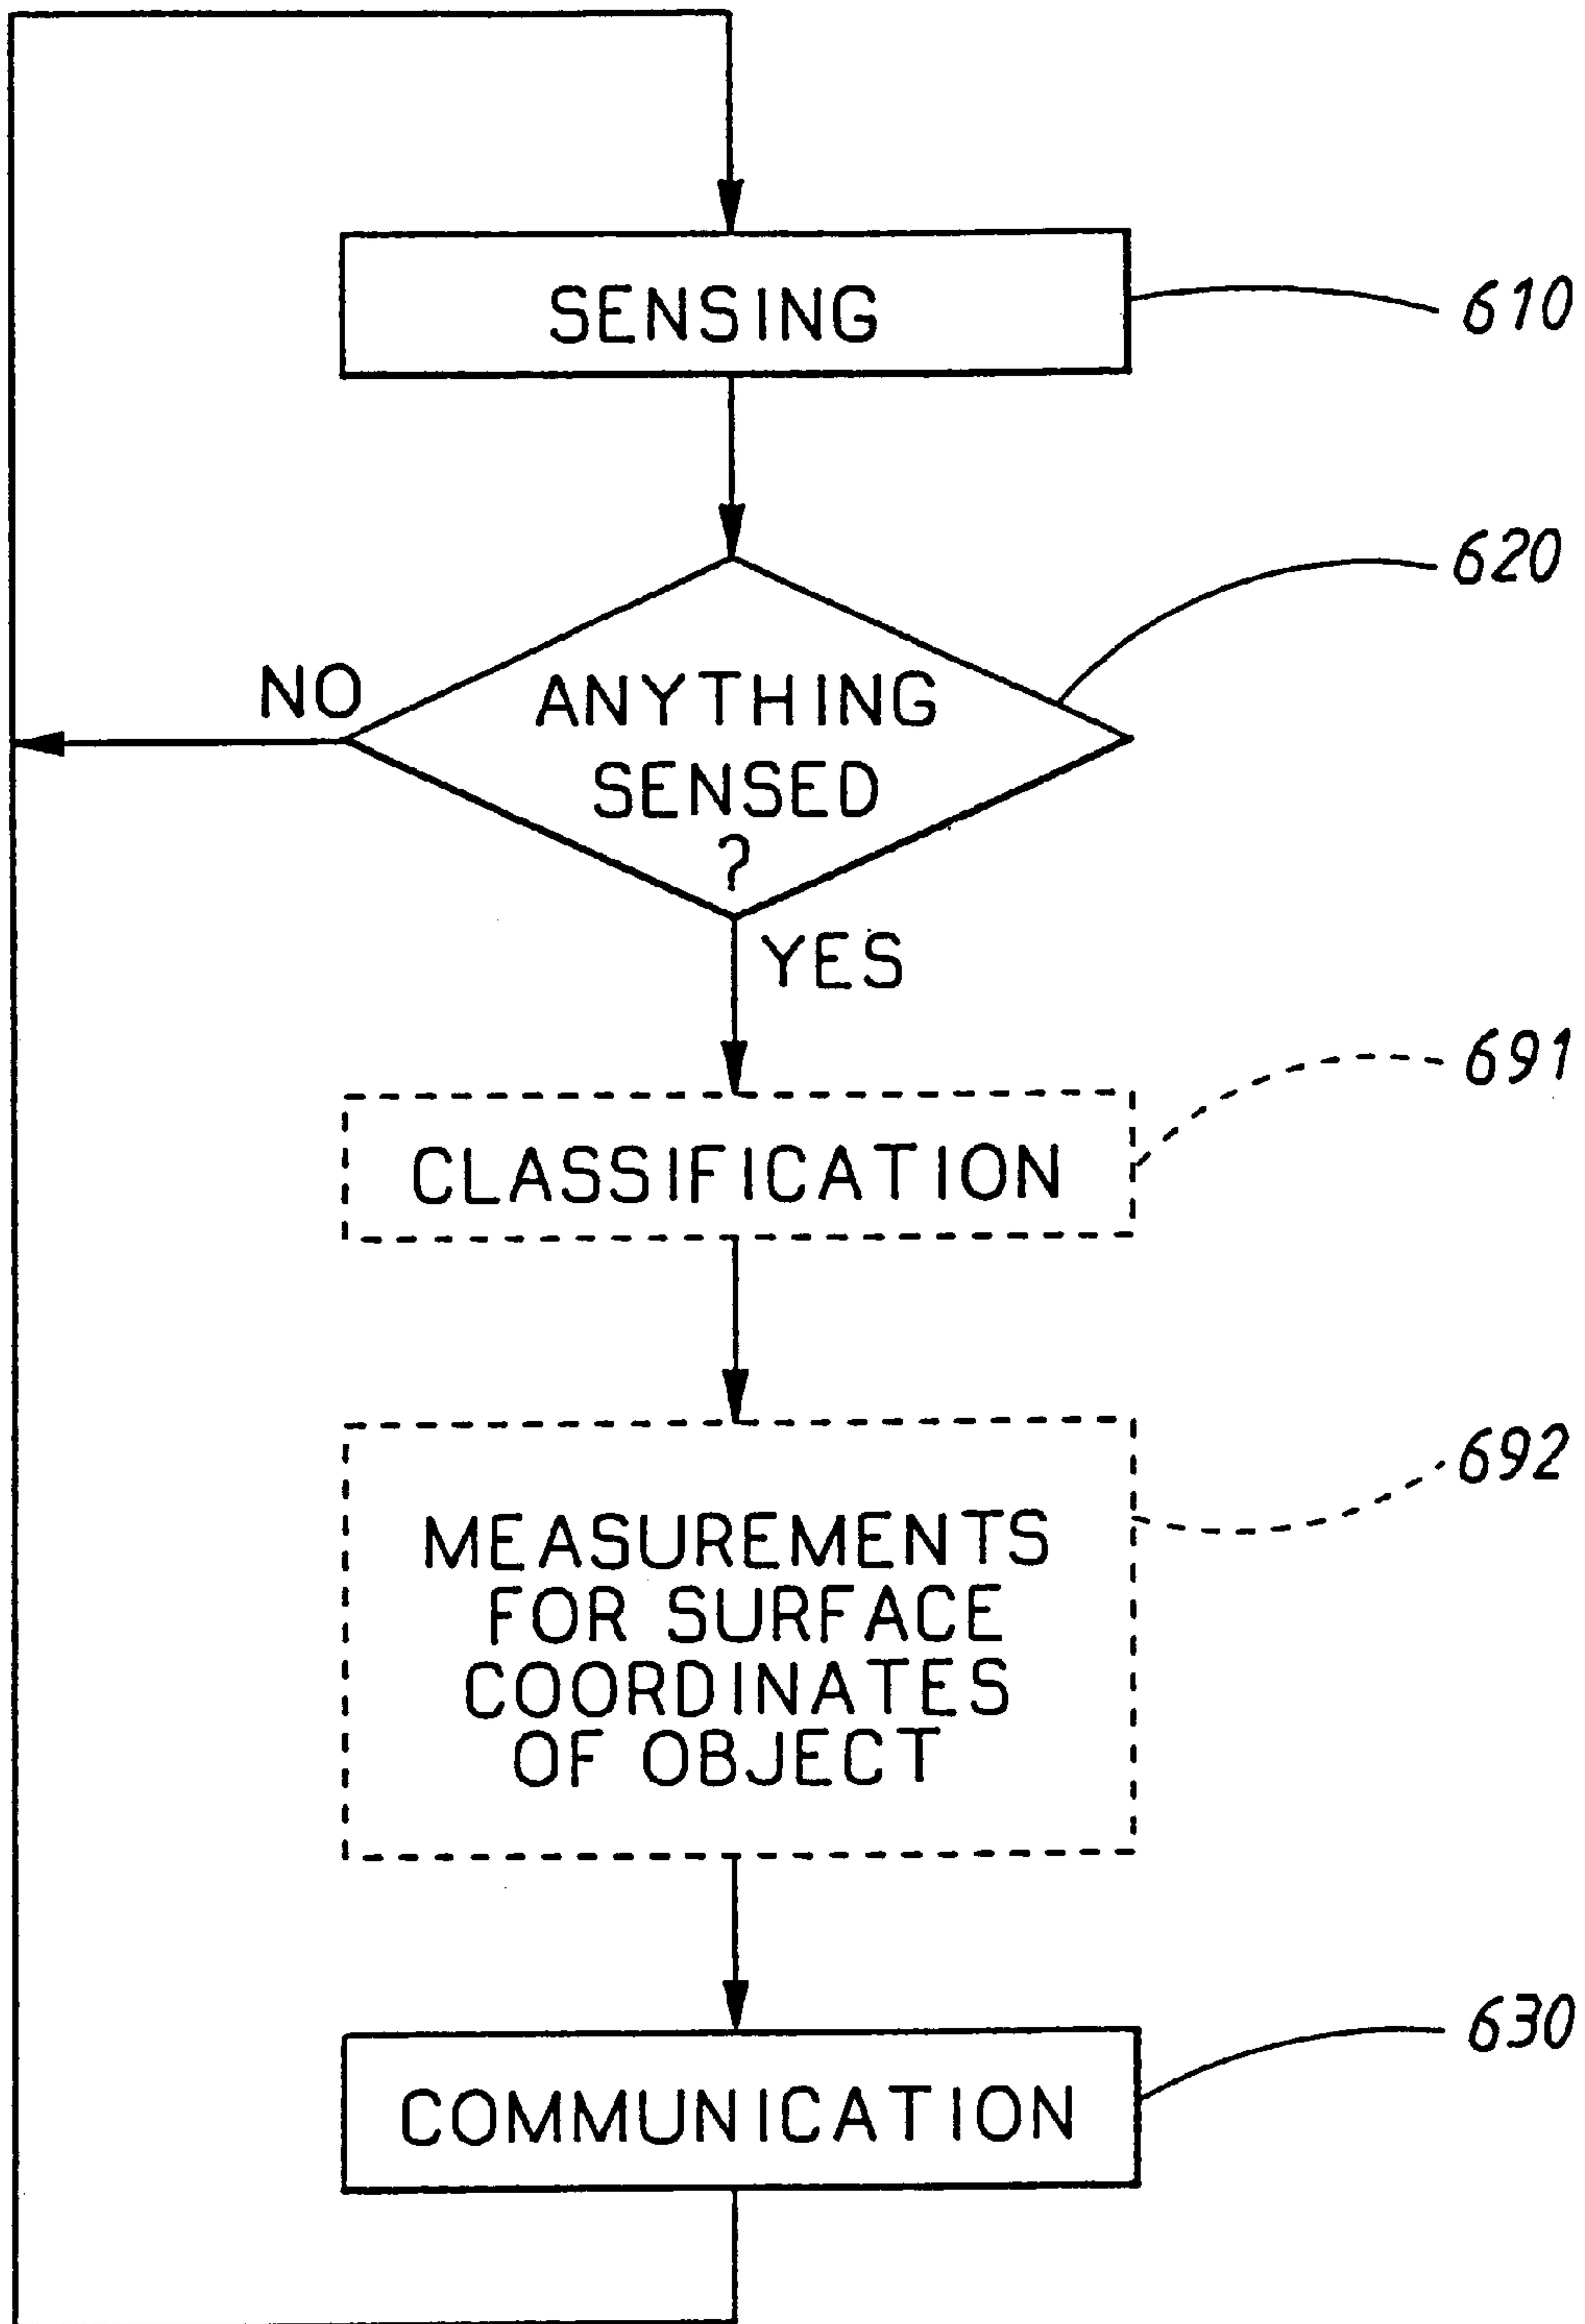 SENSING
610
620
NO
ANYTHING
SENSED
?
YES
691
CLASSIFICATION
692
MEASUREMENTS
FOR SURFACE
COORDINATES
OF OBJECT
630
COMMUNICATION